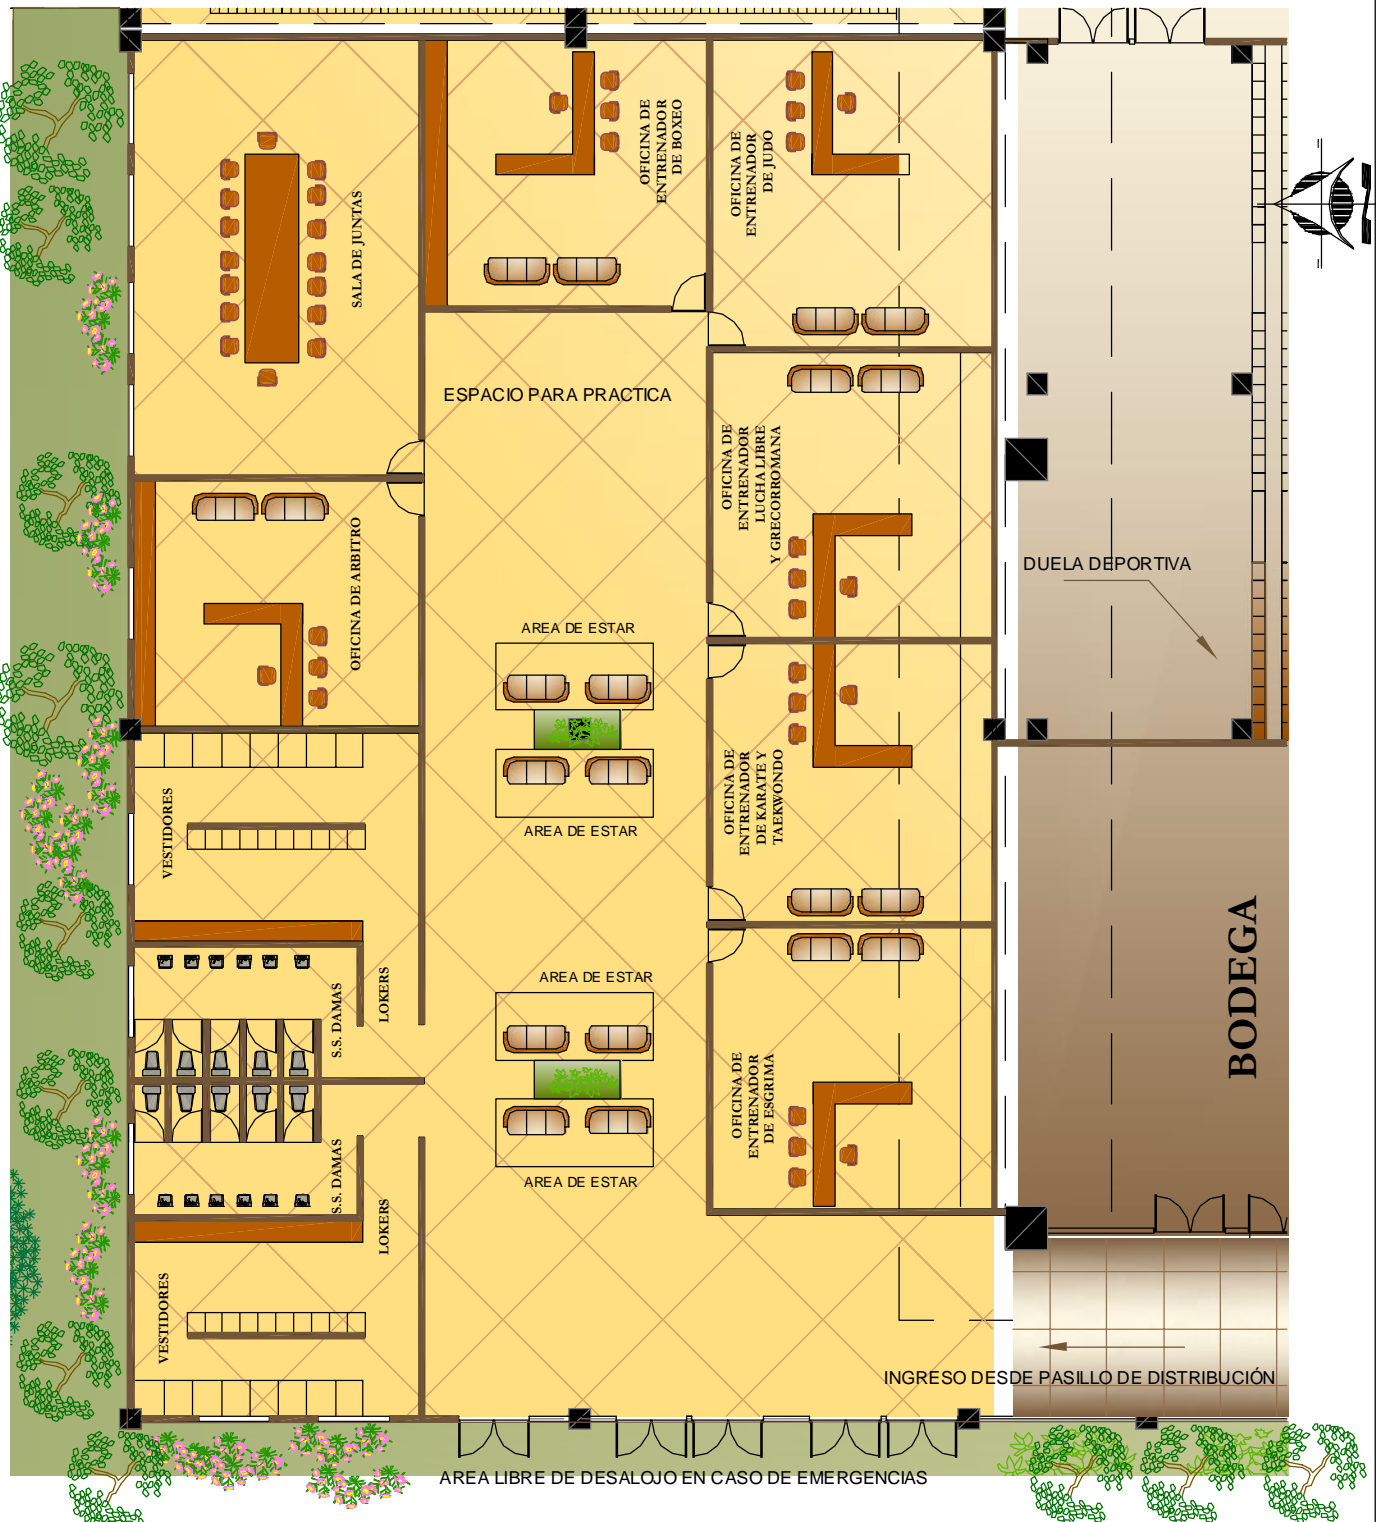 OFICINA DE
ENTRENADOR
DE BOXEO
OFICINA DE
ENTRENADOR
DE JUDO
SALA DE JUNTAS
ESPACIO PARA PRACTICA
OFICINA DE
ENTRENADOR
LUCHA LIBRE
Y GRECORROMANA
OFICINA DE ARBITRO
DUELA DEPORTIVA
AREA DE ESTAR
AREA DE ESTAR
VESTIDORES
OFICINA DE
ENTRENADOR
DE KARATE Y
TAEKWONDO
BODEGA
LOKERS
S.S. DAMAS
AREA DE ESTAR
AREA DE ESTAR
OFICINA DE
ENTRENADOR
DE ESGRIMA
S.S. DAMAS
LOKERS
VESTIDORES
INGRESO DESDE PASILLO DE DISTRIBUCIÓN
AREA LIBRE DE DESALOJO EN CASO DE EMERGENCIAS
N